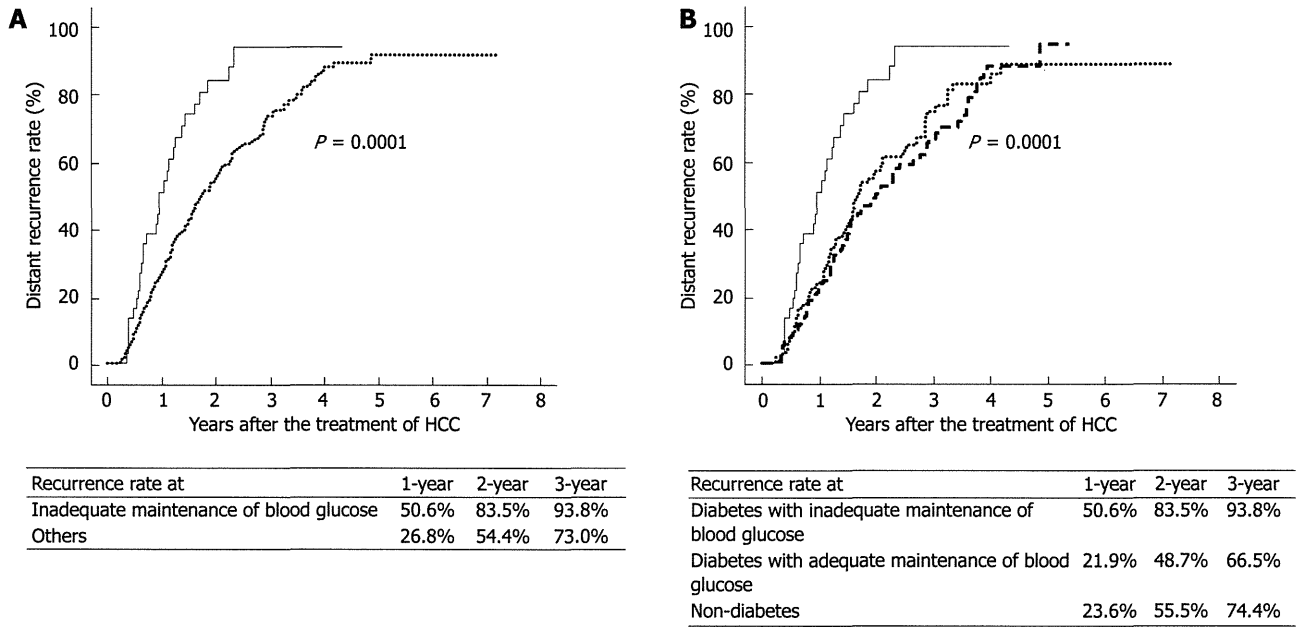 A
100
80
60
40
20
0
Distant recurrence rate (%)
P = 0.0001
0 1 2 3 4 5 6 7 8
Years after the treatment of HCC
Recurrence rate at 1-year 2-year 3-year
Inadequate maintenance of blood glucose 50.6% 83.5% 93.8%
Others 26.8% 54.4% 73.0%
B
100
80
60
40
20
0
Distant recurrence rate (%)
P = 0.0001
0 1 2 3 4 5 6 7 8
Years after the treatment of HCC
Recurrence rate at 1-year 2-year 3-year
Diabetes with inadequate maintenance of 50.6% 83.5% 93.8%
blood glucose
Diabetes with adequate maintenance of blood 21.9% 48.7% 66.5%
glucose
Non-diabetes 23.6% 55.5% 74.4%